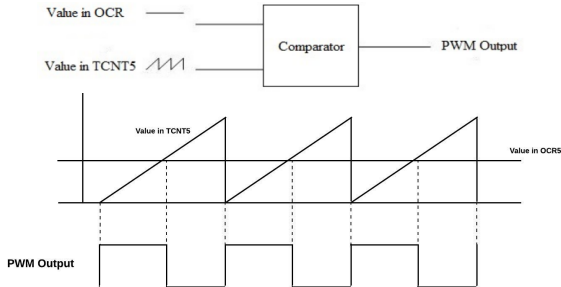 Value in OCR
Comparator
PWM Output
Value in TCNT5
Value in TCNT5
Value in OCR5
PWM Output